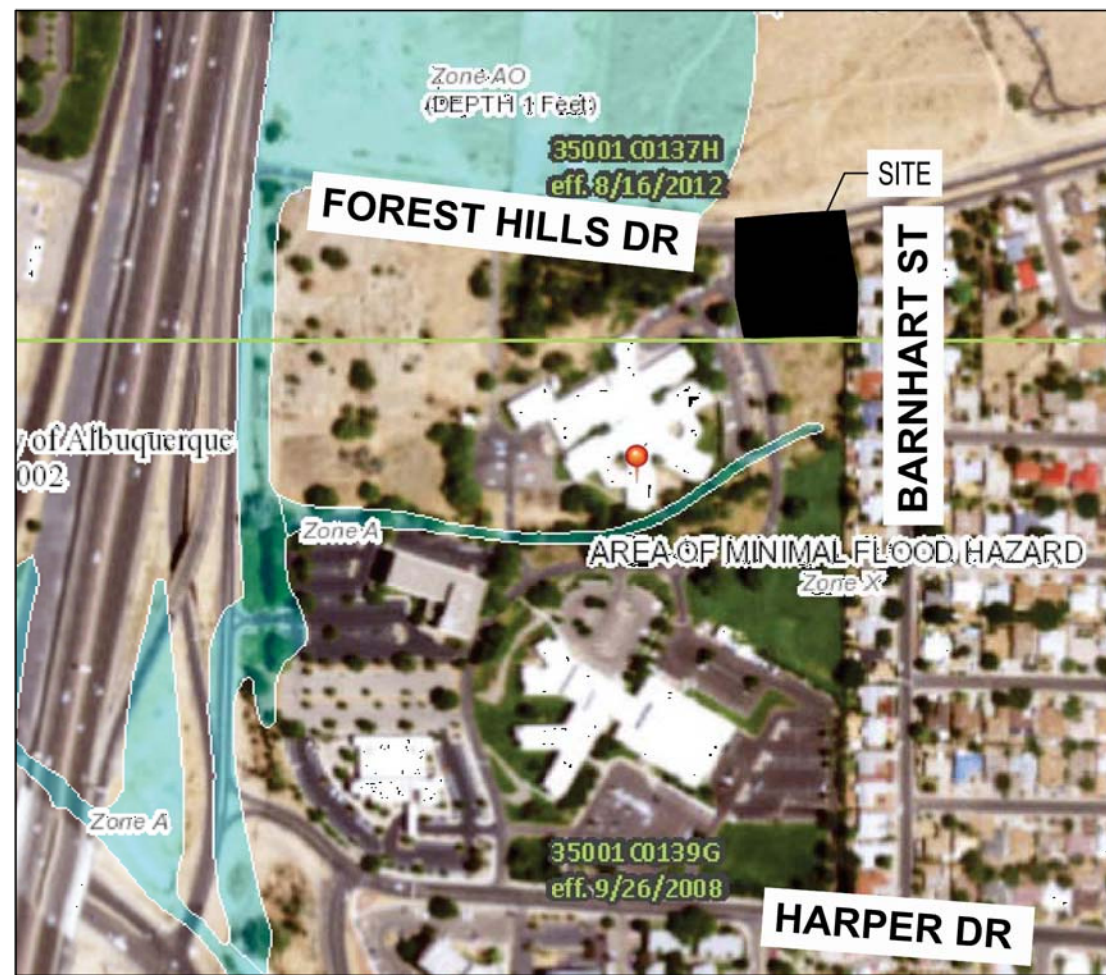 Zone AO
(DEPTH 1 Feet)
35001C0137H
eff. 8/16/2012
SITE
FOREST HILLS DR
BARNHART ST
y of Albuquerque
002
Zone A
AREA OF MINIMAL FLOOD HAZARD
Zone X
Zone A
35001C0139G
eff. 9/26/2008
HARPER DR